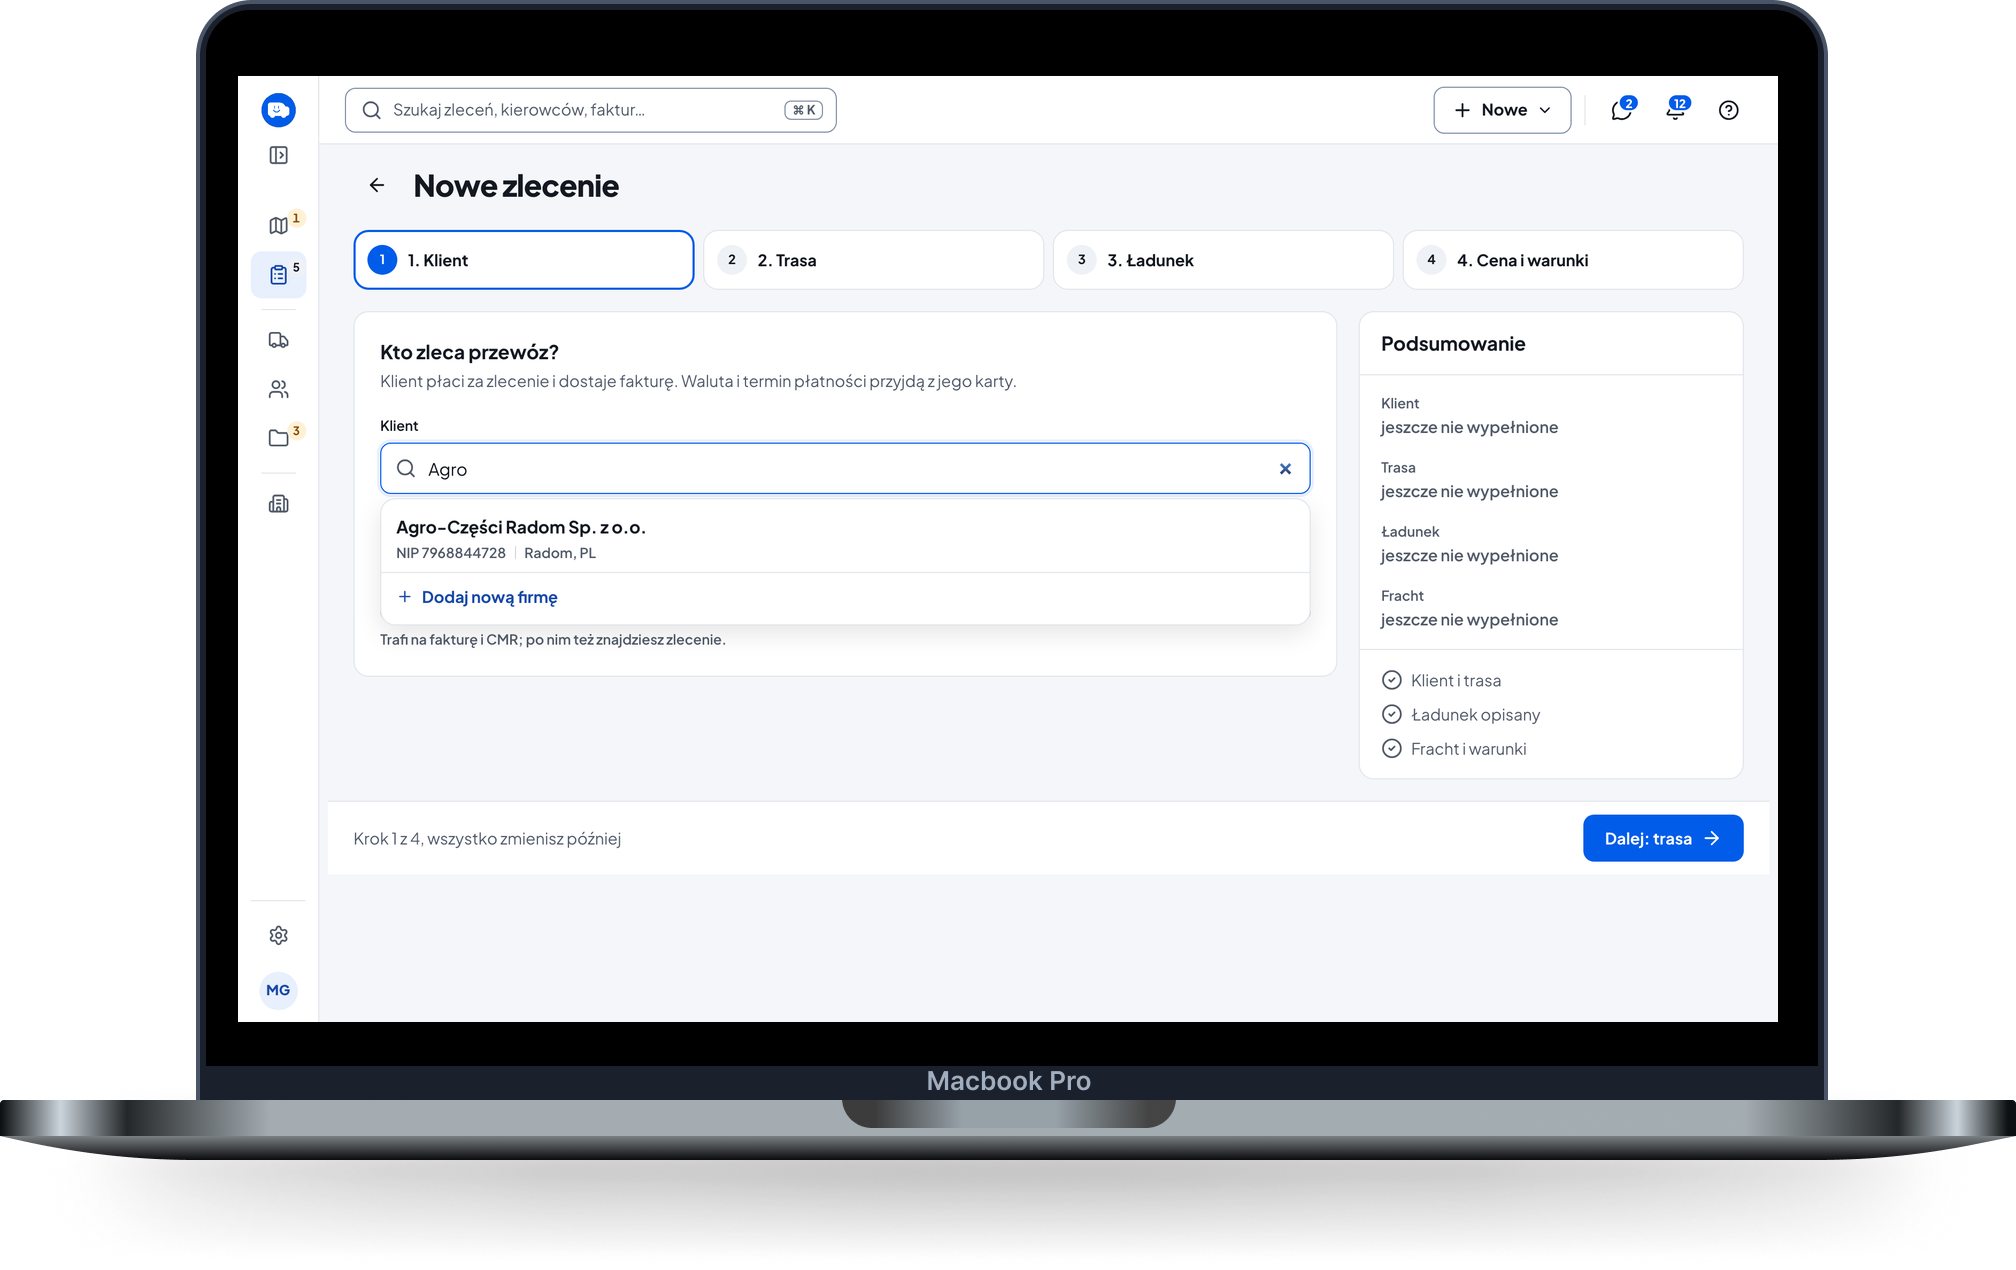 Szukaj zleceń, kierowców, faktur...
⌘ K
Nowe
2
12
1
5
3
MG
Nowe zlecenie
1
1. Klient
2
2. Trasa
3
3. Ładunek
4
4. Cena i warunki
Kto zleca przewóz?
Klient płaci za zlecenie i dostaje fakturę. Waluta i termin płatności przyjdą z jego karty.
Klient
Agro
Agro-Części Radom Sp. z o.o.
NIP 7968844728
Radom, PL
Dodaj nową firmę
Trafi na fakturę i CMR; po nim też znajdziesz zlecenie.
Podsumowanie
Klient
jeszcze nie wypełnione
Trasa
jeszcze nie wypełnione
Ładunek
jeszcze nie wypełnione
Fracht
jeszcze nie wypełnione
Klient i trasa
Ładunek opisany
Fracht i warunki
Krok 1 z 4, wszystko zmienisz później
Dalej: trasa
Macbook Pro